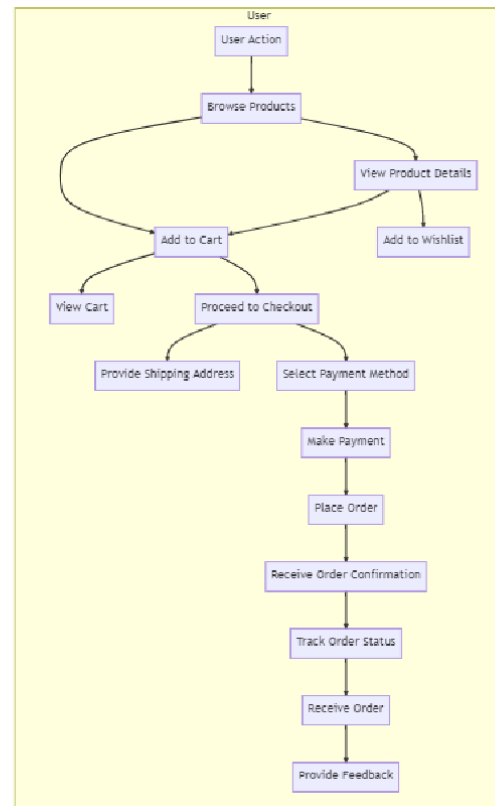 User
User Action
Browse Products
View Product Details
Add to Cart
Add to Wishlist
View Cart
Proceed to Checkout
Provide Shipping Address
Select Payment Method
Make Payment
Place Order
Receive Order Confirmation
Track Order Status
Receive Order
Provide Feedback